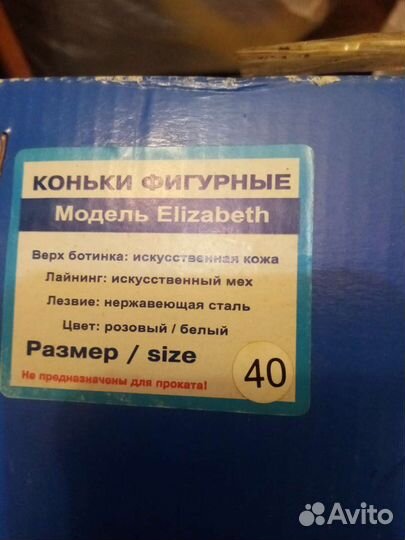 КОНЬКИ ФИГУРНЫЕ
Модель Elizabeth
Верх ботинка: искусственная кожа
Лайнинг: искусственный мех
Лезвие: нержавеющая сталь
Цвет: розовый / белый
Размер / size
40
Не предназначены для проката!
Avito